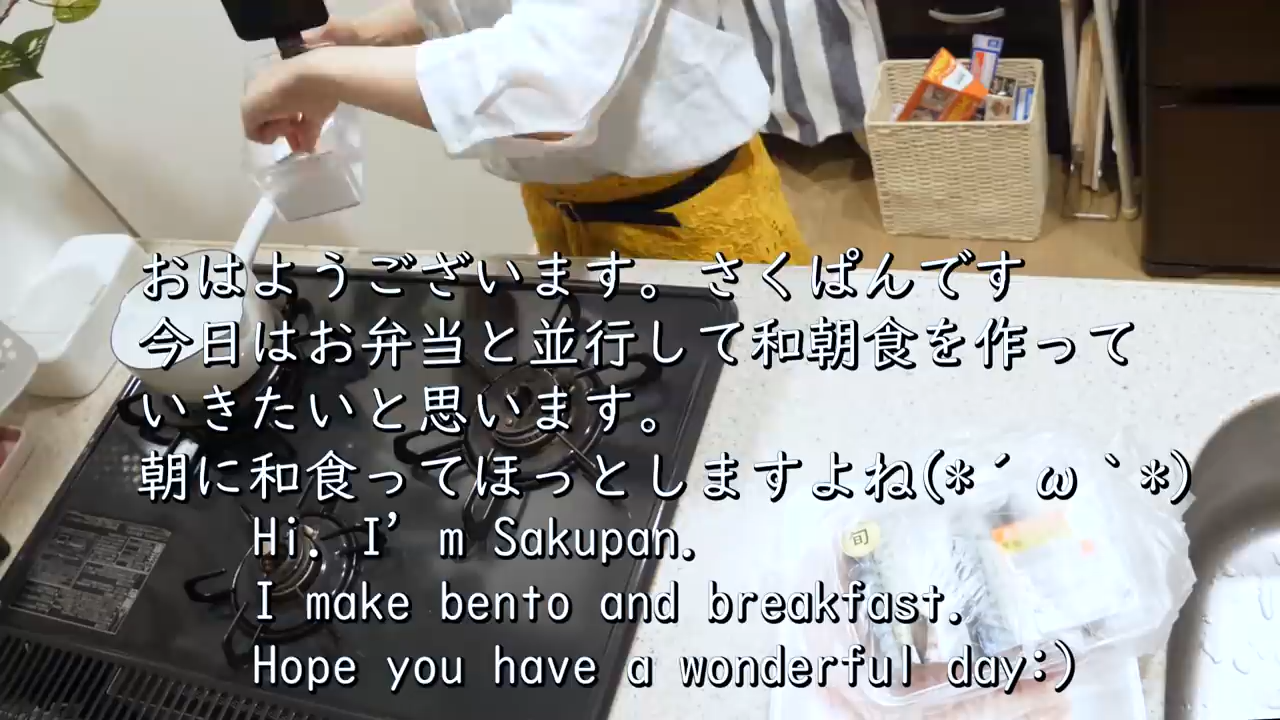 おはようございます。さくぱんです
今日はお弁当と並行して和朝食を作って
いきたいと思います。
朝に和食ってほっとしますよね(*´ω｀*)
Hi. I'm Sakupan.
I make bento and breakfast.
Hope you have a wonderful day:)
旬